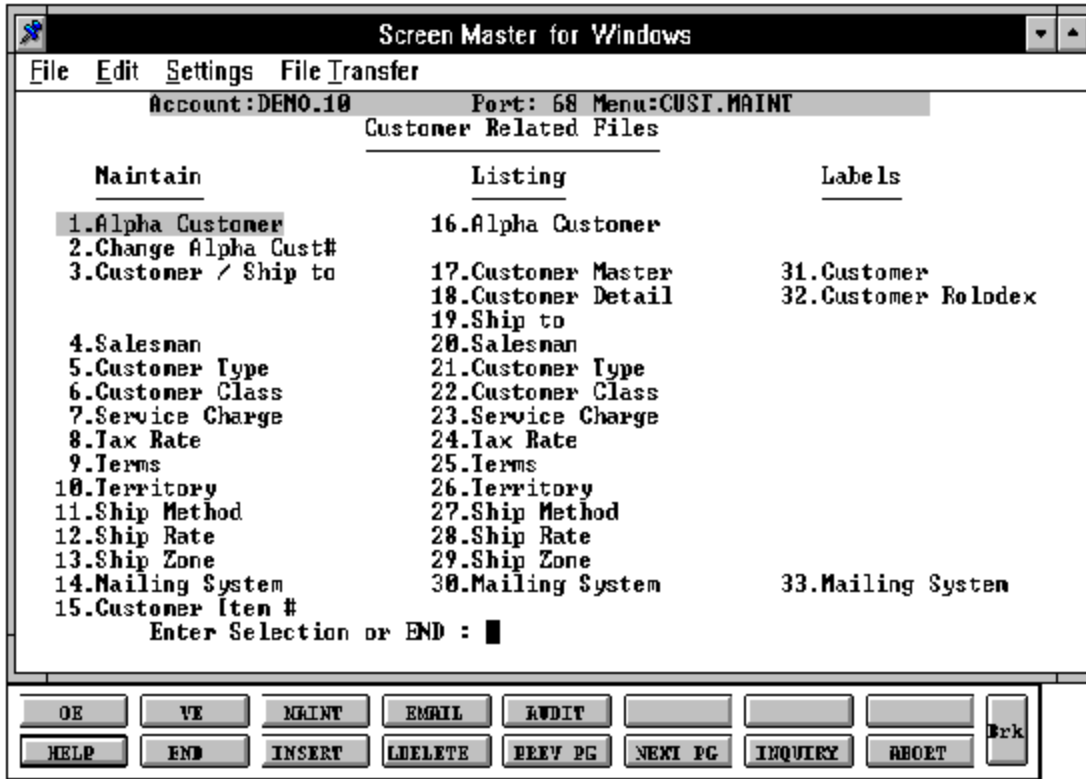 Screen Master for Windows
File Edit Settings File Transfer
Account:DEMO.10 Port: 68 Menu:CUST.MAINT
Customer Related Files
Maintain Listing Labels
1.Alpha Customer 16.Alpha Customer
2.Change Alpha Cust#
3.Customer / Ship to 17.Customer Master 31.Customer
18.Customer Detail 32.Customer Rolodex
19.Ship to
4.Salesman 20.Salesman
5.Customer Type 21.Customer Type
6.Customer Class 22.Customer Class
7.Service Charge 23.Service Charge
8.Tax Rate 24.Tax Rate
9.Terms 25.Terms
10.Territory 26.Territory
11.Ship Method 27.Ship Method
12.Ship Rate 28.Ship Rate
13.Ship Zone 29.Ship Zone
14.Mailing System 30.Mailing System 33.Mailing System
15.Customer Item #
Enter Selection or END :
OE VE MAINT EMAIL AUDIT
HELP END INSERT LDELETE PREV PG NEXT PG INQUIRY ABORT Brk